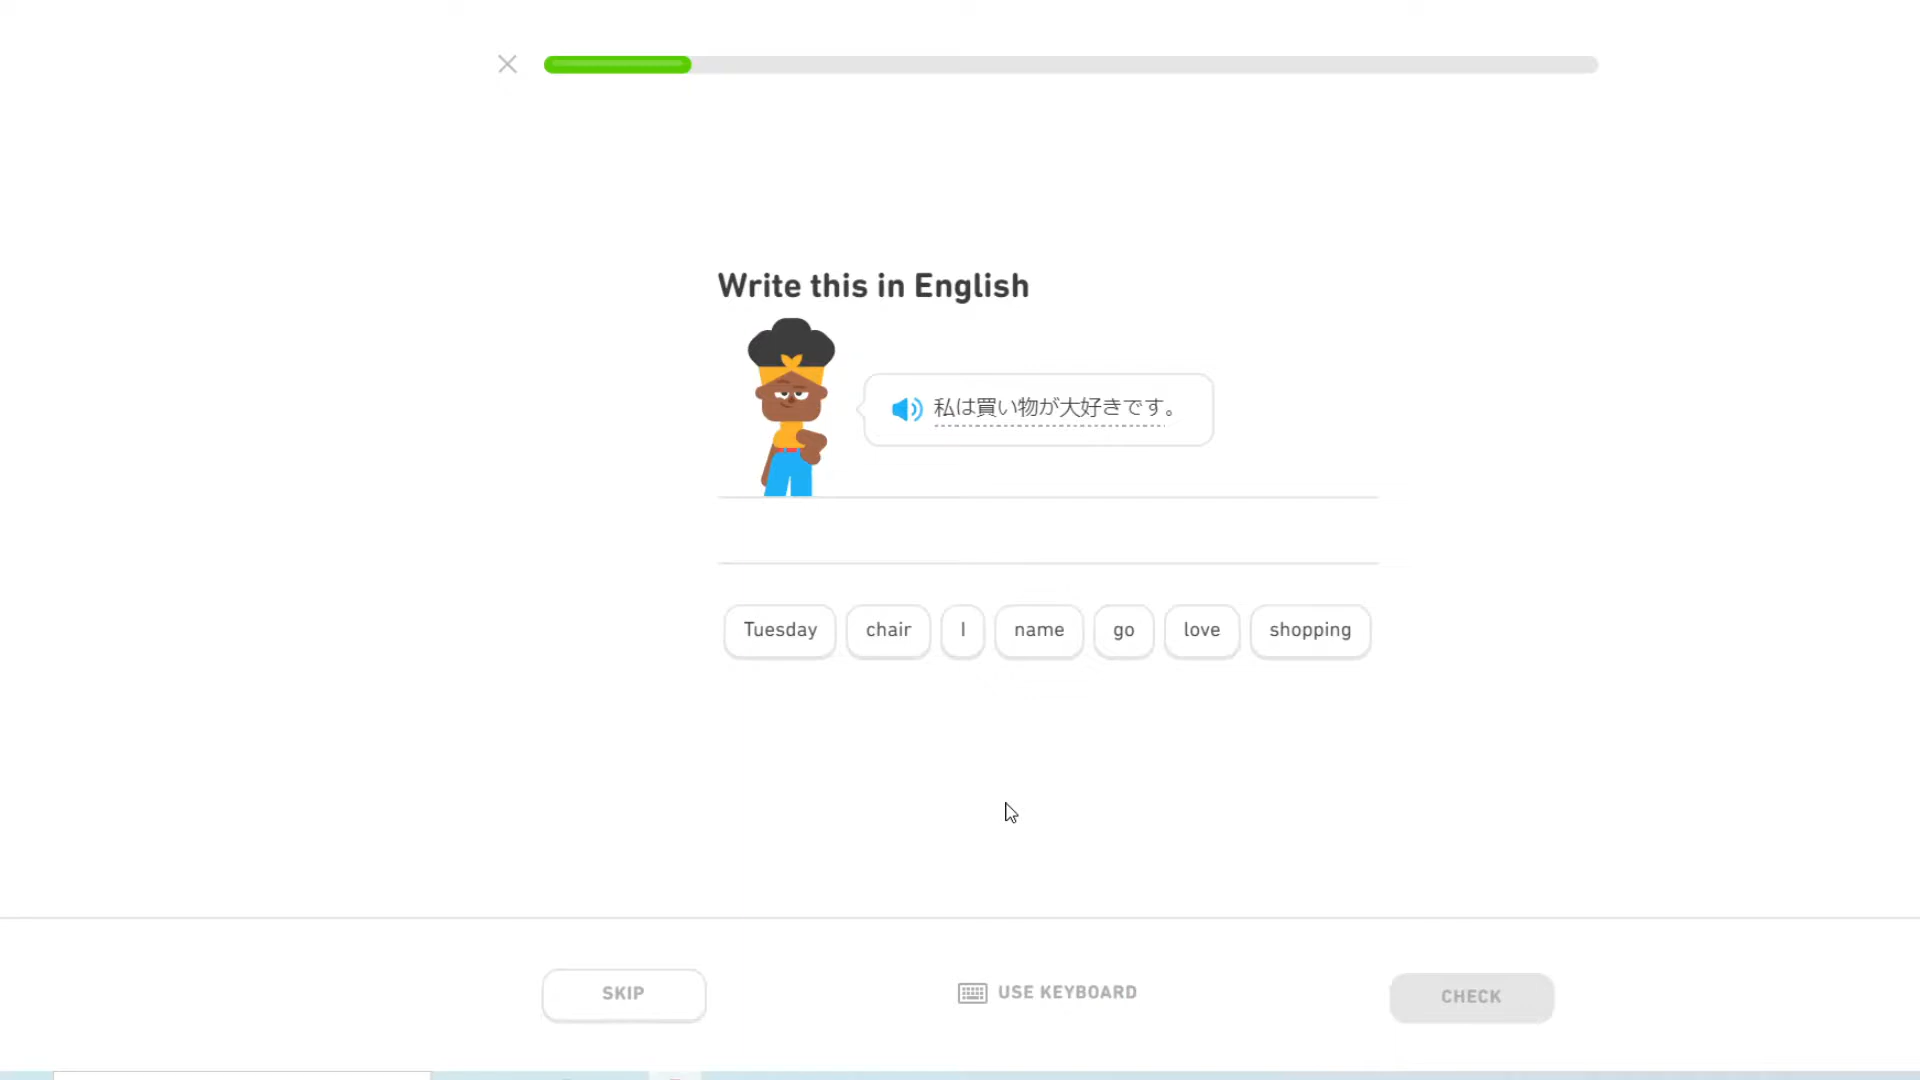 Write this in English
私は買い物が大好きです。
Tuesday chair I name go love shopping
SKIP USE KEYBOARD CHECK